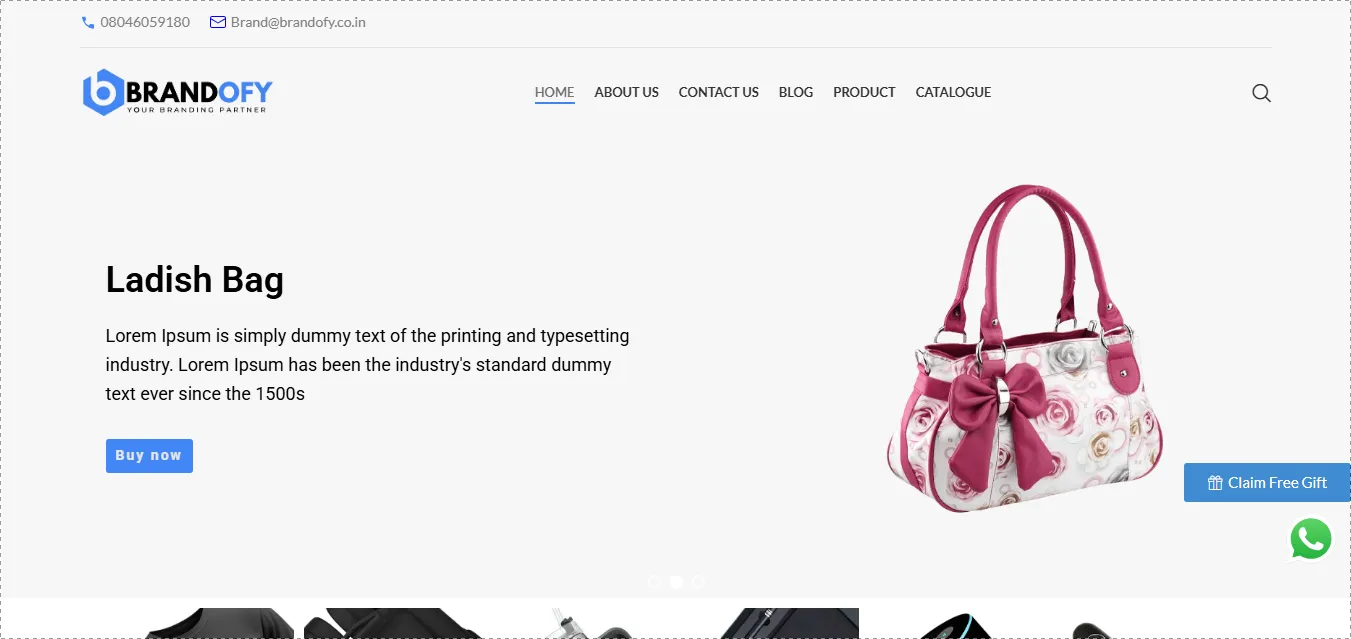 08046059180 Brand@brandofy.co.in
BRANDOFY
YOUR BRANDING PARTNER
HOME ABOUT US CONTACT US BLOG PRODUCT CATALOGUE
Ladish Bag
Lorem Ipsum is simply dummy text of the printing and typesetting
industry. Lorem Ipsum has been the industry's standard dummy
text ever since the 1500s
Buy now
Claim Free Gift